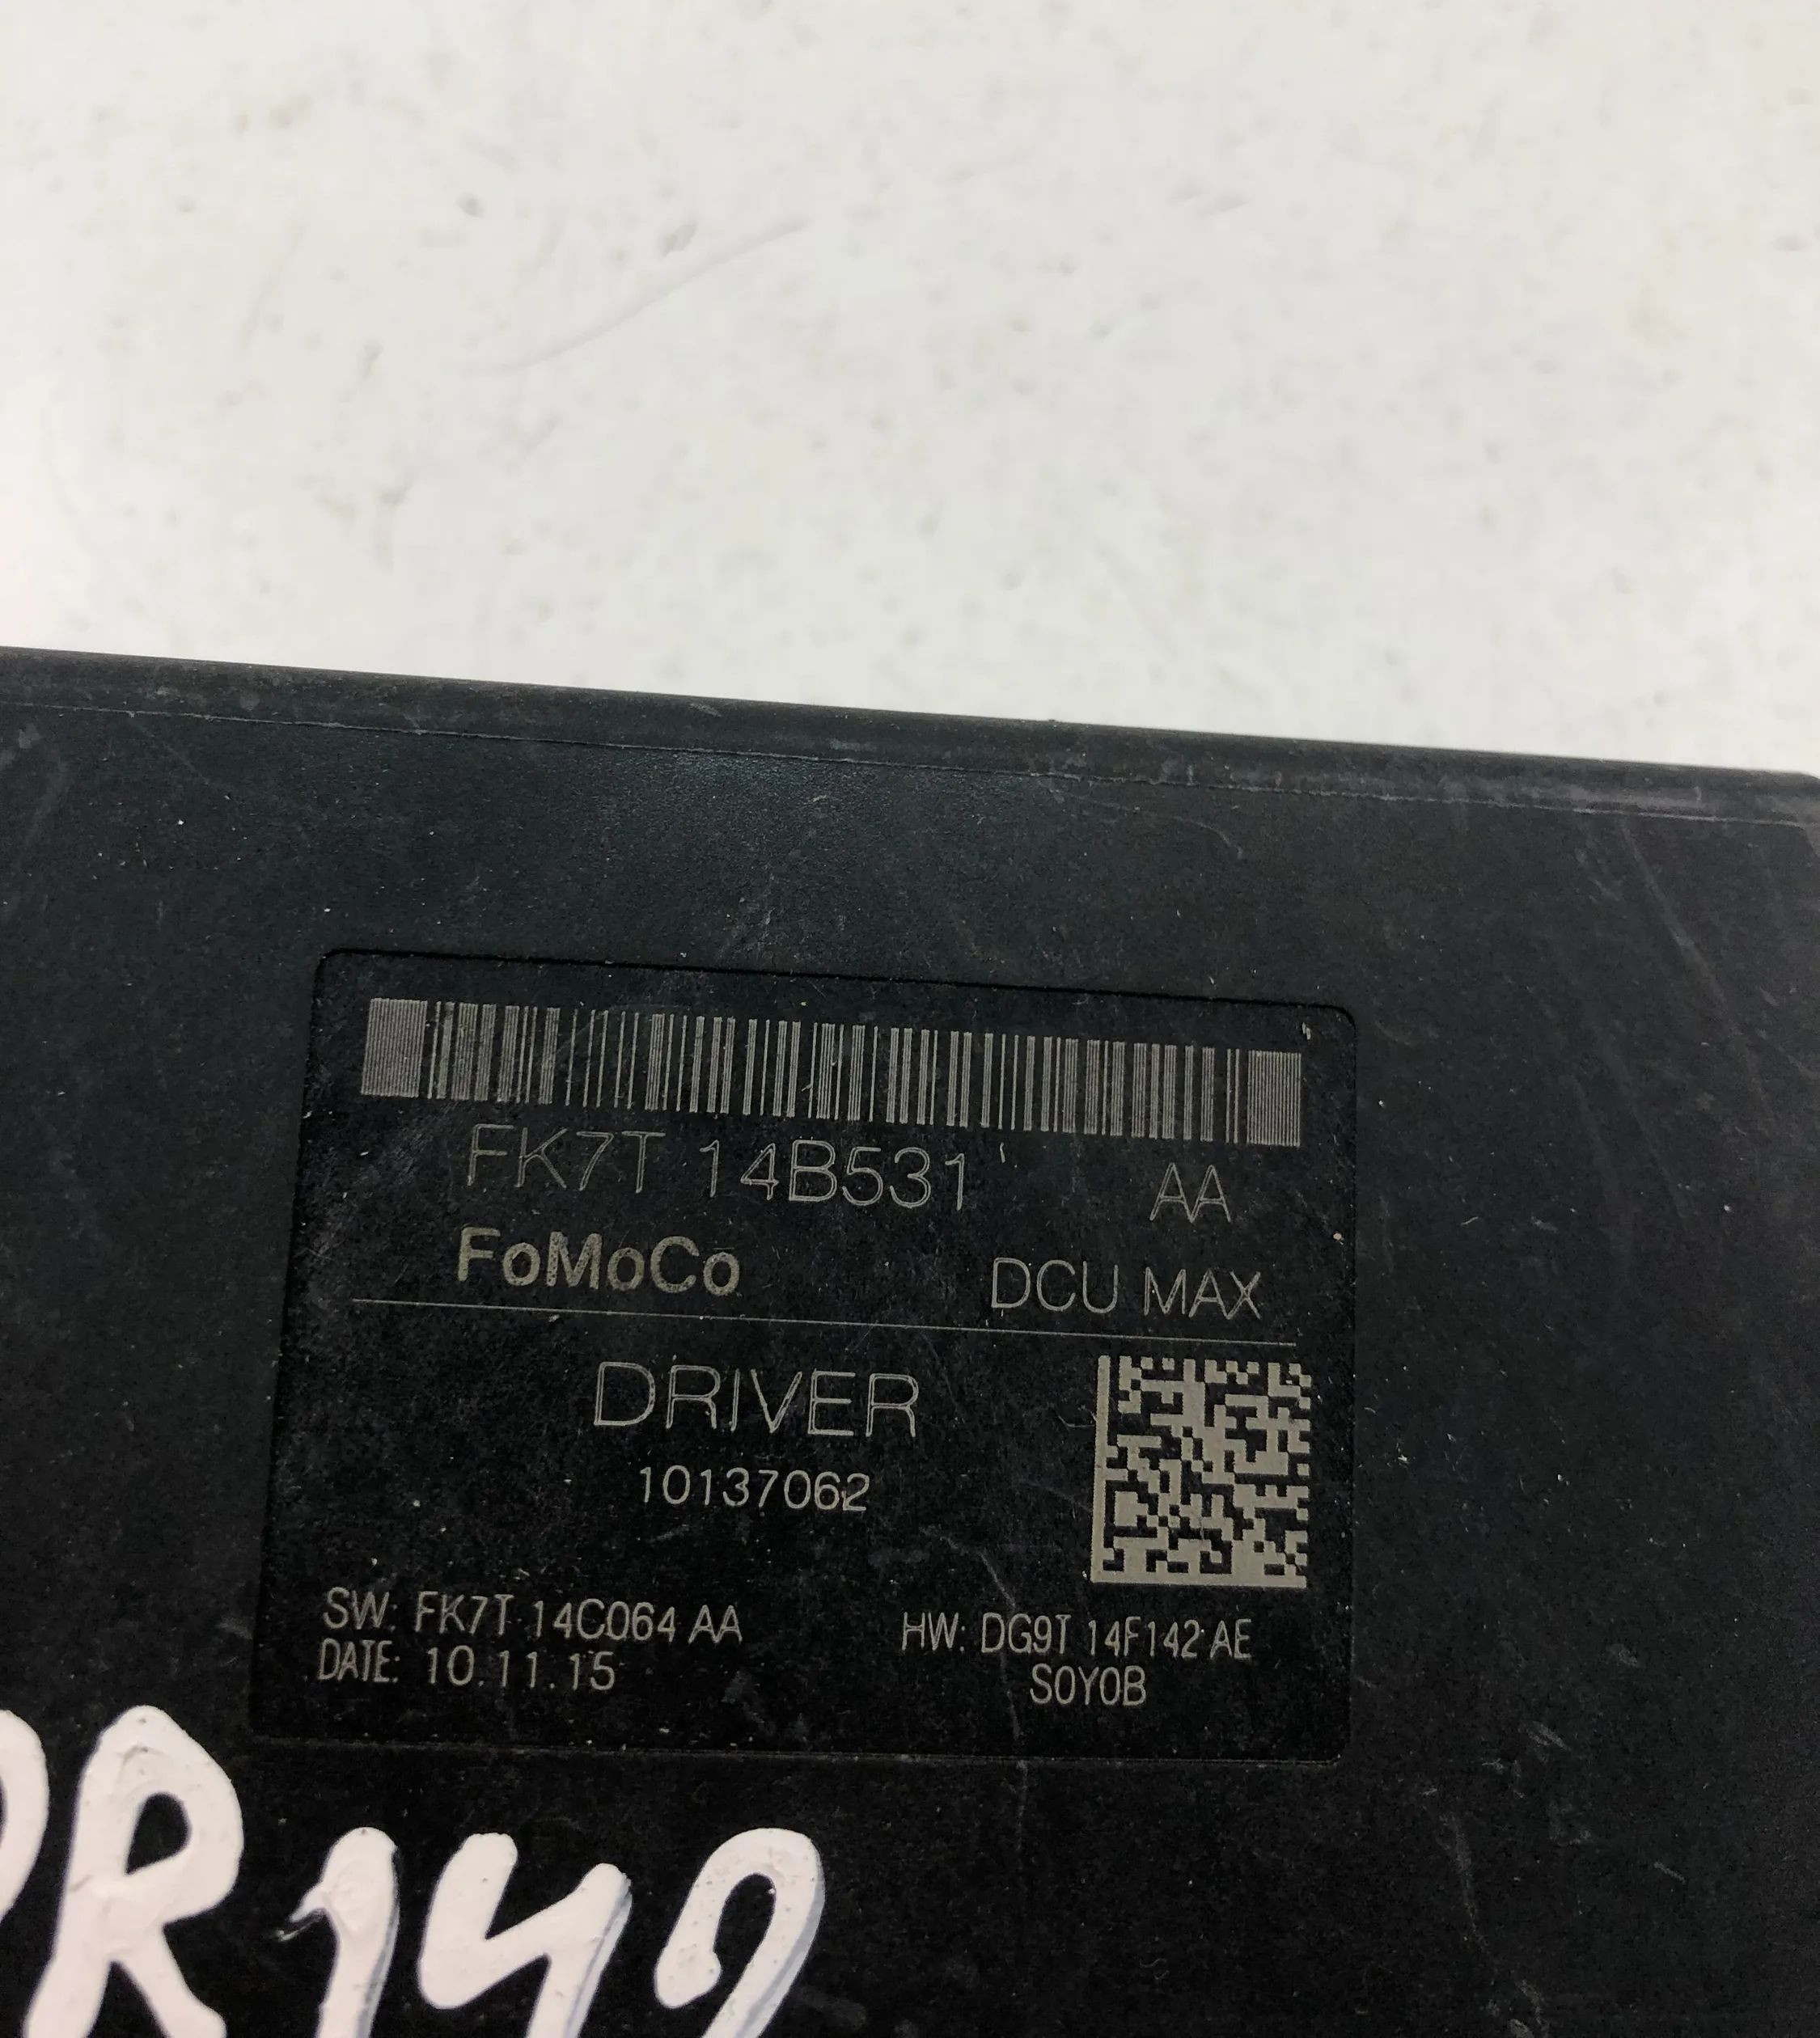 FK7T 14B531 AA
FoMoCo DCU MAX
DRIVER
10137062
SW: FK7T 14C064 AA HW: DG9T 14F142 AE
DATE: 10.11.15 S0Y0B